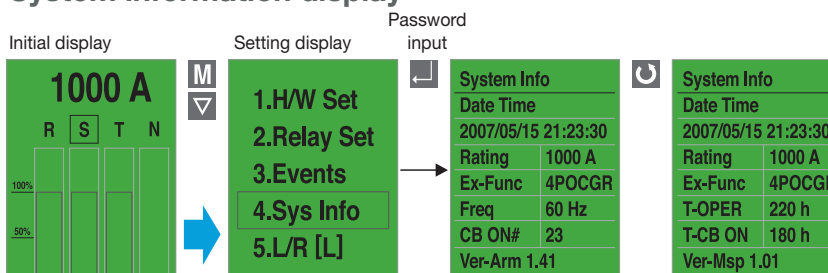 System information display
Password
Initial display
Setting display
input
1000 A
R S T N
100%
50%
M
1.H/W Set
2.Relay Set
3.Events
4.Sys Info
5.L/R [L]
System Info
Date Time
2007/05/15 21:23:30
Rating 1000 A
Ex-Func 4POCGR
Freq 60 Hz
CB ON# 23
Ver-Arm 1.41
System Info
Date Time
2007/05/15 21:23:30
Rating 1000 A
Ex-Func 4POCG
T-OPER 220 h
T-CB ON 180 h
Ver-Msp 1.01